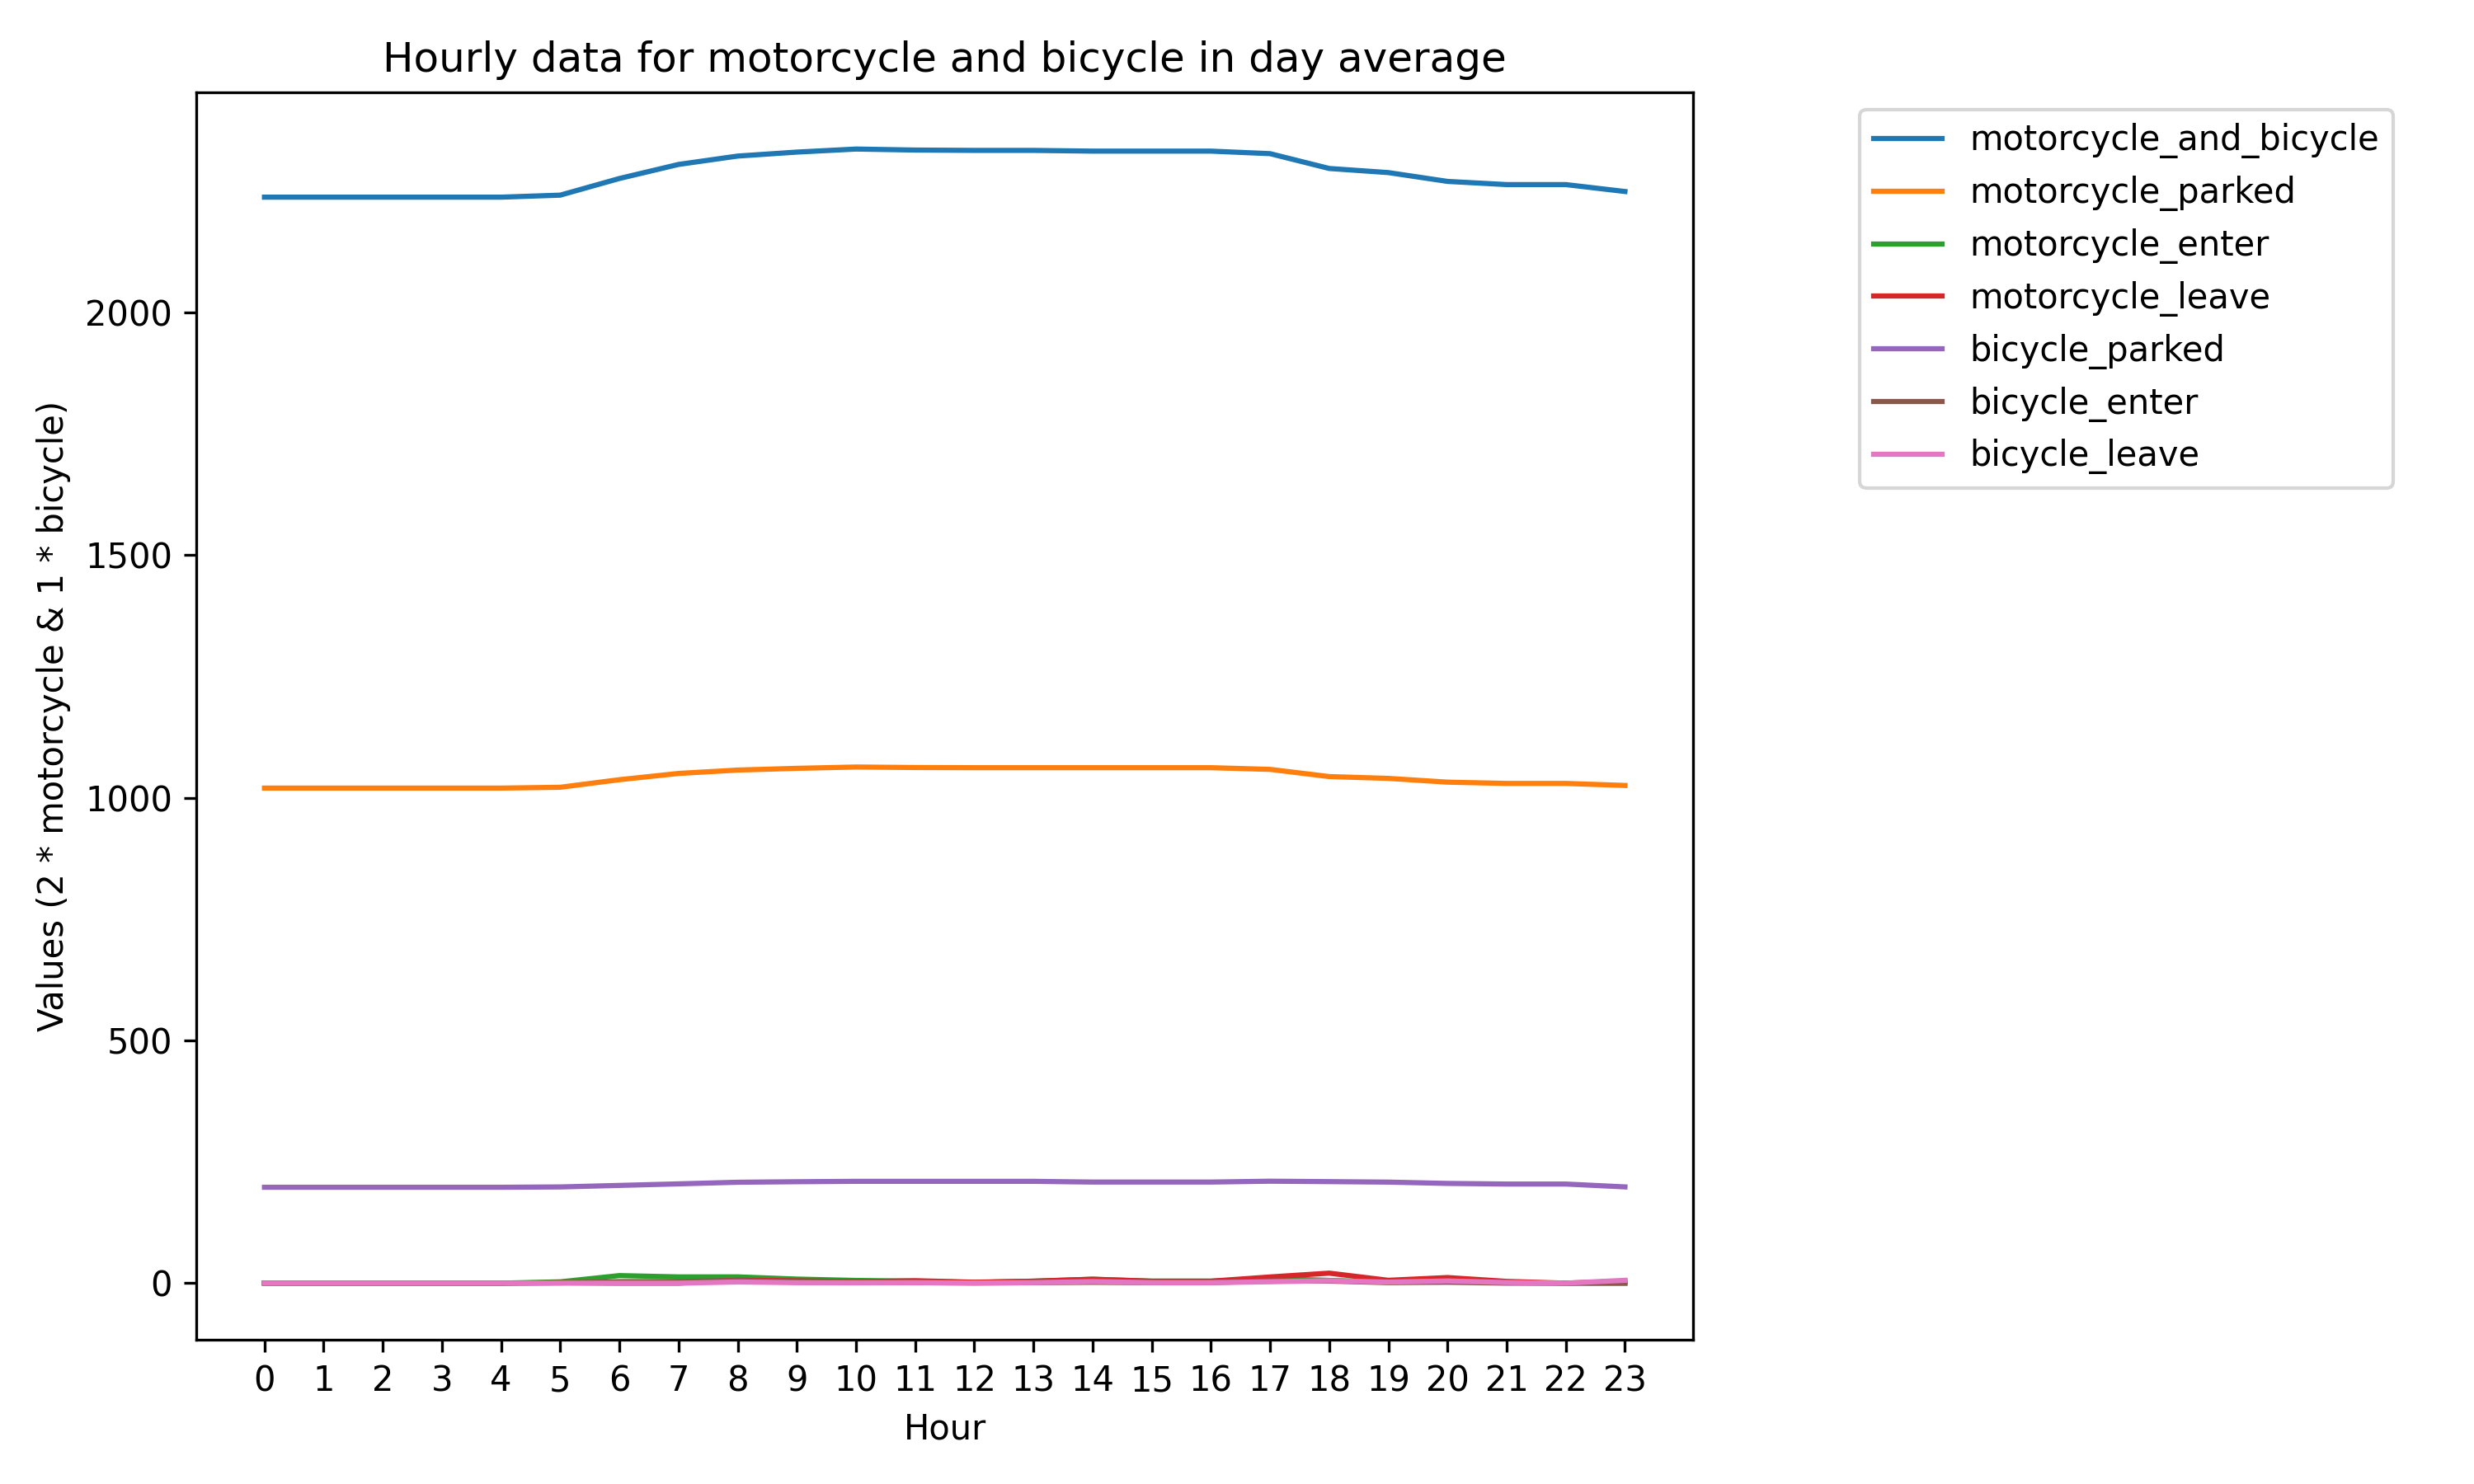 Hourly data for motorcycle and bicycle in day average
motorcycle_and_bicycle
motorcycle_parked
motorcycle_enter
motorcycle_leave
bicycle_parked
bicycle_enter
bicycle_leave
Values (2 * motorcycle & 1 * bicycle)
2000
1500
1000
500
0
0 1 2 3 4 5 6 7 8 9 10 11 12 13 14 15 16 17 18 19 20 21 22 23
Hour